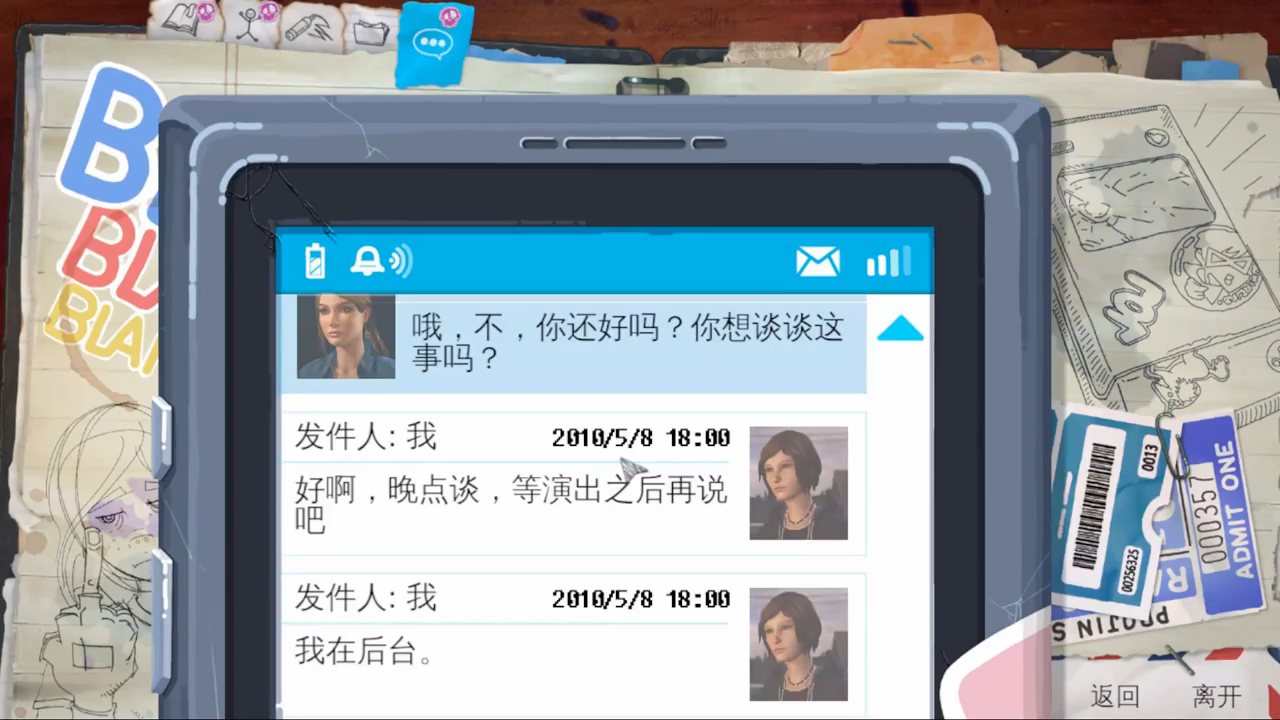 哦，不，你还好吗？你想谈谈这
事吗？
发件人: 我
2010/5/8 18:00
好啊，晚点谈，等演出之后再说
吧
发件人: 我
2010/5/8 18:00
我在后台。
0013
00256325
000357
ADMIT ONE
返回
离开